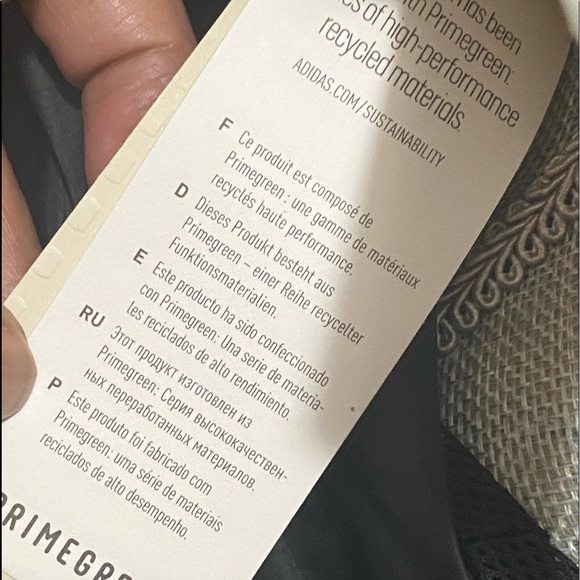 has been
Primegreen:
of high-performance
recycled materials.
ADIDAS.COM/SUSTAINABILITY
F Ce produit est composé de
Primegreen : une gamme de matériaux
recyclés haute performance.
D Dieses Produkt besteht aus
Primegreen – einer Reihe recycelter
Funktionsmaterialien.
E Este producto ha sido confeccionado
con Primegreen: Una serie de materia-
les reciclados de alto rendimiento.
RU Этот продукт изготовлен из
Primegreen: Серия высококачествен-
ных переработанных материалов.
P Este produto foi fabricado com
Primegreen: uma série de materiais
reciclados de alto desempenho.
PRIMEGR